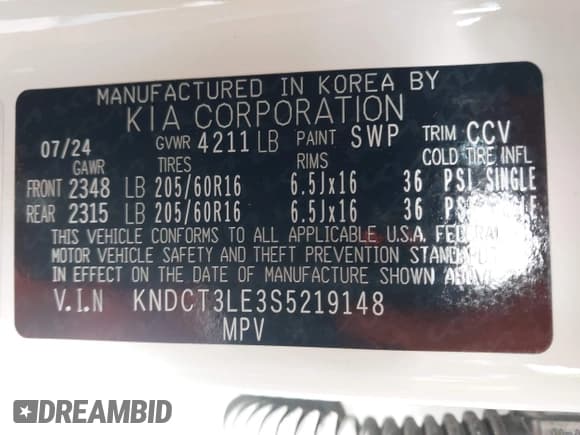 MANUFACTURED IN KOREA BY
KIA CORPORATION
07/24 GVWR 4211 LB PAINT SWP TRIM CCV
GAWR TIRES RIMS COLD TIRE INFL
FRONT 2348 LB 205/60R16 6.5Jx16 36 PSI SINGLE
REAR 2315 LB 205/60R16 6.5Jx16 36
THIS VEHICLE CONFORMS TO ALL APPLICABLE U.S.A. FEDERAL
MOTOR VEHICLE SAFETY AND THEFT PREVENTION
IN EFFECT ON THE DATE OF MANUFACTURE SHOWN
V.I.N KNDCT3LE3S5219148
MPV
DREAMBID